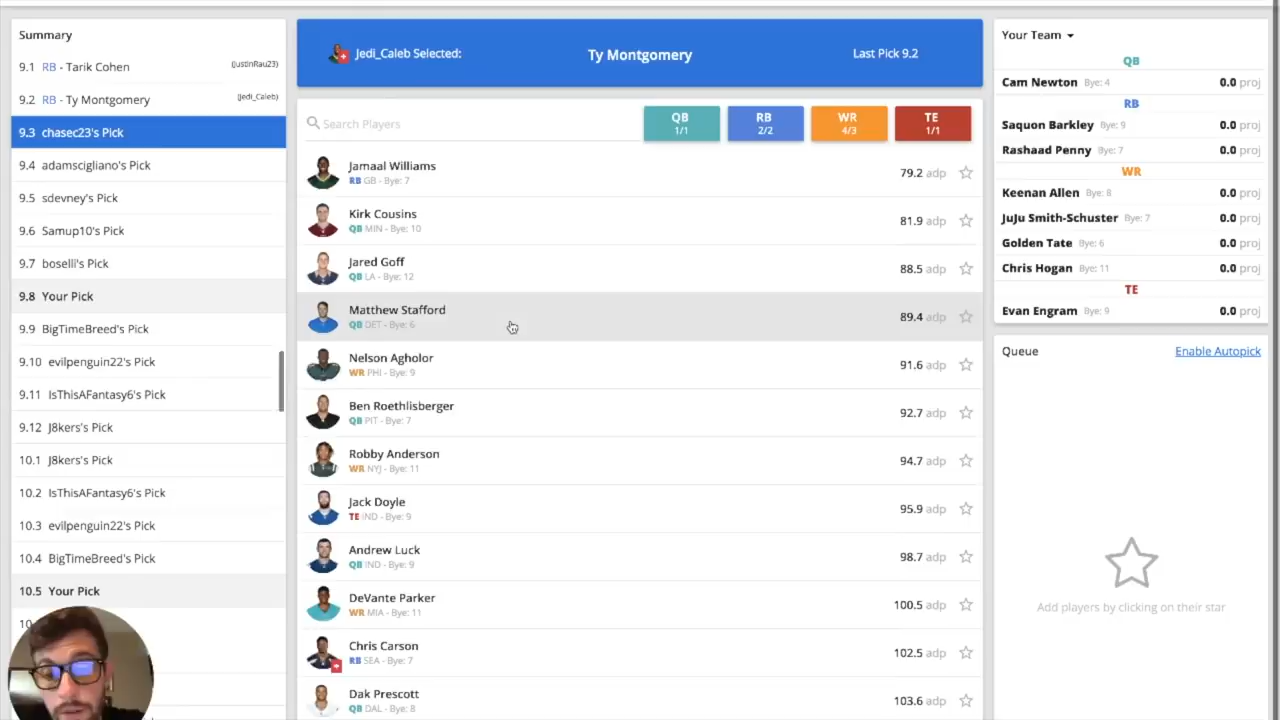 Summary
9.1 RB - Tarik Cohen (JustinRau23)
9.2 RB - Ty Montgomery (Jedi_Caleb)
9.3 chasec23's Pick
9.4 adamscigliano's Pick
9.5 sdevney's Pick
9.6 Samup10's Pick
9.7 boselli's Pick
9.8 Your Pick
9.9 BigTimeBreed's Pick
9.10 evilpenguin22's Pick
9.11 IsThisAFantasy6's Pick
9.12 J8kers's Pick
10.1 J8kers's Pick
10.2 IsThisAFantasy6's Pick
10.3 evilpenguin22's Pick
10.4 BigTimeBreed's Pick
10.5 Your Pick
Jedi_Caleb Selected: Ty Montgomery Last Pick 9.2
Search Players
QB 1/1
RB 2/2
WR 4/3
TE 1/1
Jamaal Williams 79.2 adp
RB GB - Bye: 7
Kirk Cousins 81.9 adp
QB MIN - Bye: 10
Jared Goff 88.5 adp
QB LA - Bye: 12
Matthew Stafford 89.4 adp
QB DET - Bye: 6
Nelson Agholor 91.6 adp
WR PHI - Bye: 9
Ben Roethlisberger 92.7 adp
QB PIT - Bye: 7
Robby Anderson 94.7 adp
WR NYJ - Bye: 11
Jack Doyle 95.9 adp
TE IND - Bye: 9
Andrew Luck 98.7 adp
QB IND - Bye: 9
DeVante Parker 100.5 adp
WR MIA - Bye: 11
Chris Carson 102.5 adp
RB SEA - Bye: 7
Dak Prescott 103.6 adp
QB DAL - Bye: 8
Your Team
QB
Cam Newton Bye: 4 0.0 proj
RB
Saquon Barkley Bye: 9 0.0 proj
Rashaad Penny Bye: 7 0.0 proj
WR
Keenan Allen Bye: 8 0.0 proj
JuJu Smith-Schuster Bye: 7 0.0 proj
Golden Tate Bye: 6 0.0 proj
Chris Hogan Bye: 11 0.0 proj
TE
Evan Engram Bye: 9 0.0 proj
Queue Enable Autopick
Add players by clicking on their star